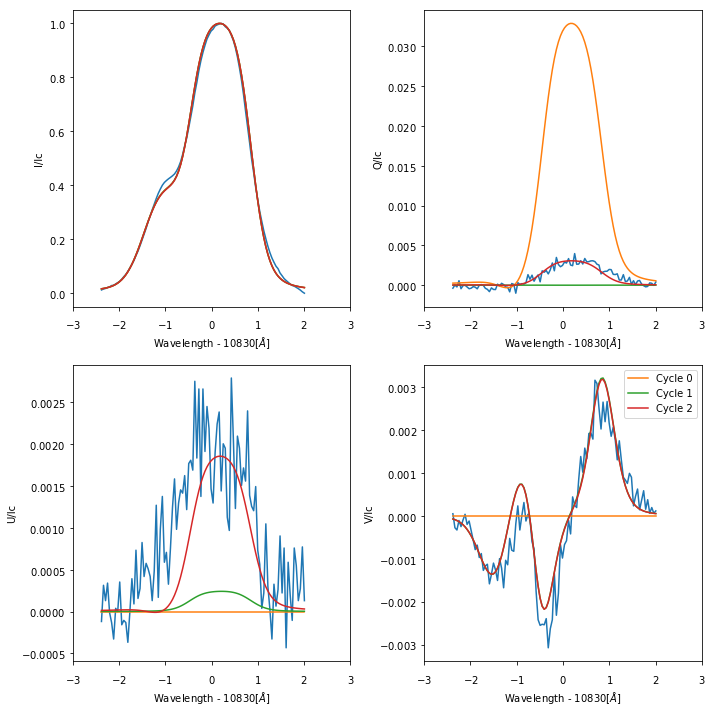 1.0
0.8
0.6
0.4
0.2
0.0
I/Ic
−3 −2 −1 0 1 2 3
Wavelength - 10830[Å]
0.030
0.025
0.020
0.015
0.010
0.005
0.000
Q/Ic
−3 −2 −1 0 1 2 3
Wavelength - 10830[Å]
0.0025
0.0020
0.0015
0.0010
0.0005
0.0000
−0.0005
U/Ic
−3 −2 −1 0 1 2 3
Wavelength - 10830[Å]
Cycle 0
Cycle 1
Cycle 2
0.003
0.002
0.001
0.000
−0.001
−0.002
−0.003
V/Ic
−3 −2 −1 0 1 2 3
Wavelength - 10830[Å]